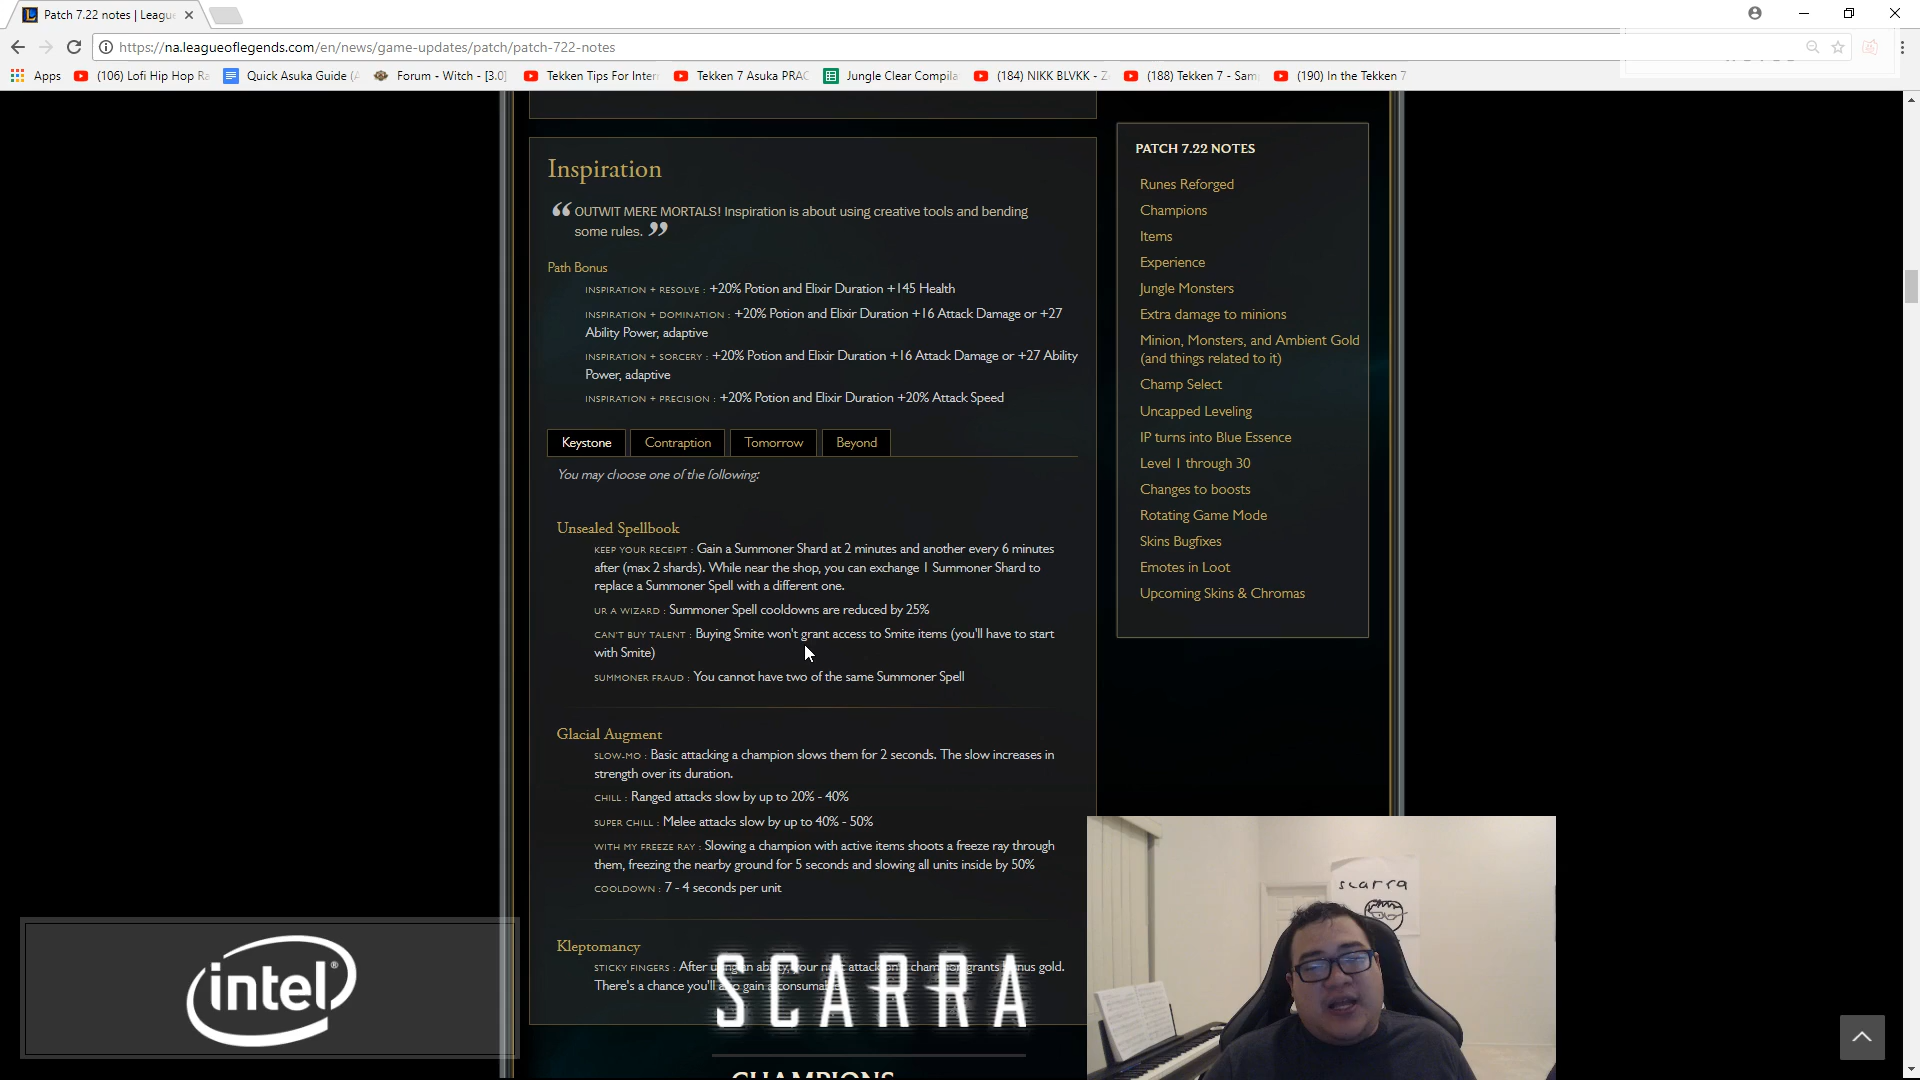 Patch 7.22 notes | Leagu
https://na.leagueoflegends.com/en/news/game-updates/patch/patch-722-notes
Apps (106) Lofi Hip Hop Ra Quick Asuka Guide (A Forum - Witch - [3.0] Tekken Tips For Inter Tekken 7 Asuka PRAC Jungle Clear Compila (184) NIKK BLVKK - Z (188) Tekken 7 - Sam (190) In the Tekken 7
Inspiration
“ OUTWIT MERE MORTALS! Inspiration is about using creative tools and bending
some rules. ”
Path Bonus
INSPIRATION + RESOLVE : +20% Potion and Elixir Duration +145 Health
INSPIRATION + DOMINATION : +20% Potion and Elixir Duration +16 Attack Damage or +27
Ability Power, adaptive
INSPIRATION + SORCERY : +20% Potion and Elixir Duration +16 Attack Damage or +27 Ability
Power, adaptive
INSPIRATION + PRECISION : +20% Potion and Elixir Duration +20% Attack Speed
Keystone Contraption Tomorrow Beyond
You may choose one of the following:
Unsealed Spellbook
KEEP YOUR RECEIPT : Gain a Summoner Shard at 2 minutes and another every 6 minutes
after (max 2 shards). While near the shop, you can exchange 1 Summoner Shard to
replace a Summoner Spell with a different one.
UR A WIZARD : Summoner Spell cooldowns are reduced by 25%
CAN'T BUY TALENT : Buying Smite won't grant access to Smite items (you'll have to start
with Smite)
SUMMONER FRAUD : You cannot have two of the same Summoner Spell
Glacial Augment
SLOW-MO : Basic attacking a champion slows them for 2 seconds. The slow increases in
strength over its duration.
CHILL : Ranged attacks slow by up to 20% - 40%
SUPER CHILL : Melee attacks slow by up to 40% - 50%
WITH MY FREEZE RAY : Slowing a champion with active items shoots a freeze ray through
them, freezing the nearby ground for 5 seconds and slowing all units inside by 50%
COOLDOWN : 7 - 4 seconds per unit
Kleptomancy
STICKY FINGERS : After using an ability, your next attack on a champion grants bonus gold.
There's a chance you'll also gain a consumable
CHAMPIONS
PATCH 7.22 NOTES
Runes Reforged
Champions
Items
Experience
Jungle Monsters
Extra damage to minions
Minion, Monsters, and Ambient Gold
(and things related to it)
Champ Select
Uncapped Leveling
IP turns into Blue Essence
Level 1 through 30
Changes to boosts
Rotating Game Mode
Skins Bugfixes
Emotes in Loot
Upcoming Skins & Chromas
intel
SCARRA
scarra